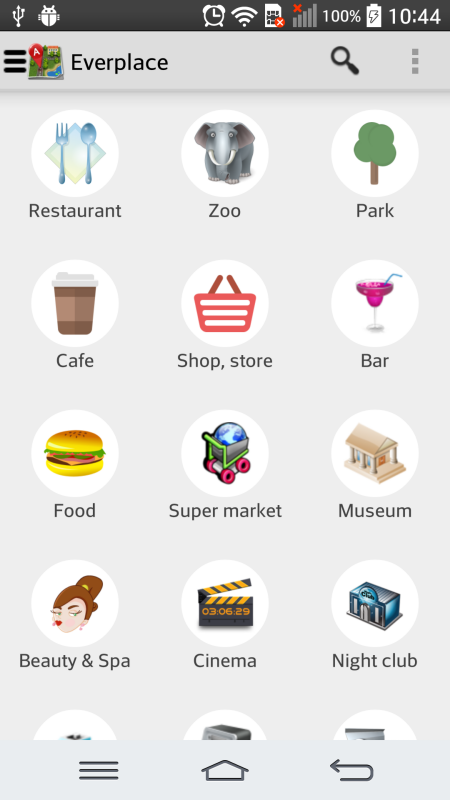 100% 10:44
A Everplace
Restaurant Zoo Park
Cafe Shop, store Bar
Food Super market Museum
03:06:29
Beauty & Spa Cinema Night club